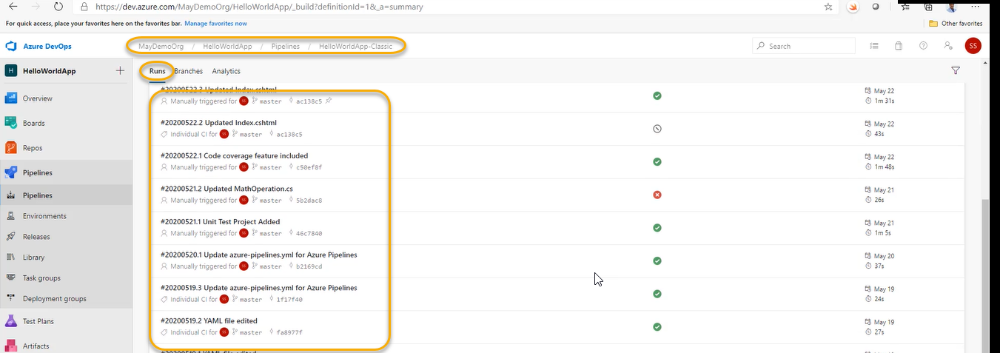 https://dev.azure.com/MayDemoOrg/HelloWorldApp/_build?definitionId=1&_a=summary
For quick access, place your favorites here on the favorites bar. Manage favorites now
Other favorites
Azure DevOps
MayDemoOrg / HelloWorldApp / Pipelines / HelloWorldApp-Classic
Search
SS
H HelloWorldApp
Overview
Boards
Repos
Pipelines
Pipelines
Environments
Releases
Library
Task groups
Deployment groups
Test Plans
Artifacts
Runs Branches Analytics
#20200522.3 Updated Index.cshtml
Manually triggered for SS master ac138c5
May 22
1m 31s
#20200522.2 Updated Index.cshtml
Individual CI for SS master ac138c5
May 22
43s
#20200522.1 Code coverage feature included
Manually triggered for SS master c50ef8f
May 22
1m 48s
#20200521.2 Updated MathOperation.cs
Manually triggered for SS master 5b2dac8
May 21
26s
#20200521.1 Unit Test Project Added
Manually triggered for SS master 46c7840
May 21
1m 5s
#20200520.1 Update azure-pipelines.yml for Azure Pipelines
Manually triggered for SS master b2169cd
May 20
37s
#20200519.3 Update azure-pipelines.yml for Azure Pipelines
Individual CI for SS master 1f17f40
May 19
24s
#20200519.2 YAML file edited
Individual CI for SS master fa8977f
May 19
27s
#20200519.1 YAML file edited